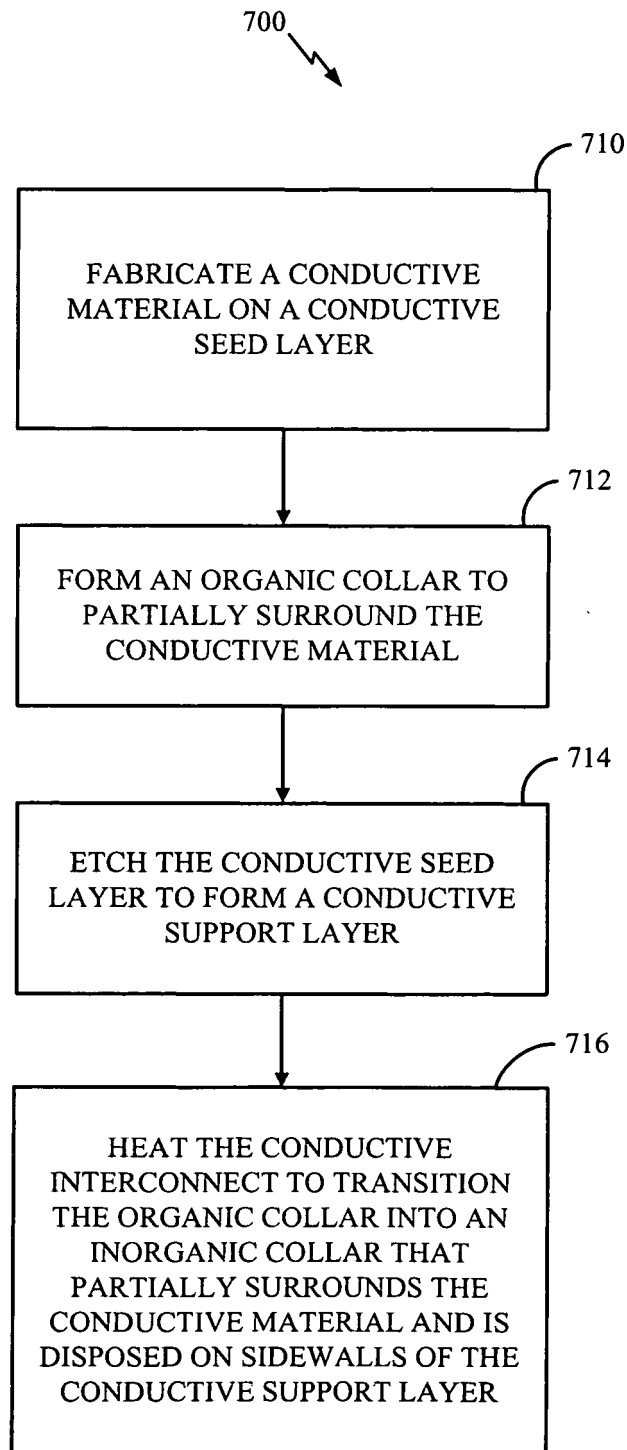 700
710
FABRICATE A CONDUCTIVE
MATERIAL ON A CONDUCTIVE
SEED LAYER
712
FORM AN ORGANIC COLLAR TO
PARTIALLY SURROUND THE
CONDUCTIVE MATERIAL
714
ETCH THE CONDUCTIVE SEED
LAYER TO FORM A CONDUCTIVE
SUPPORT LAYER
716
HEAT THE CONDUCTIVE
INTERCONNECT TO TRANSITION
THE ORGANIC COLLAR INTO AN
INORGANIC COLLAR THAT
PARTIALLY SURROUNDS THE
CONDUCTIVE MATERIAL AND IS
DISPOSED ON SIDEWALLS OF THE
CONDUCTIVE SUPPORT LAYER